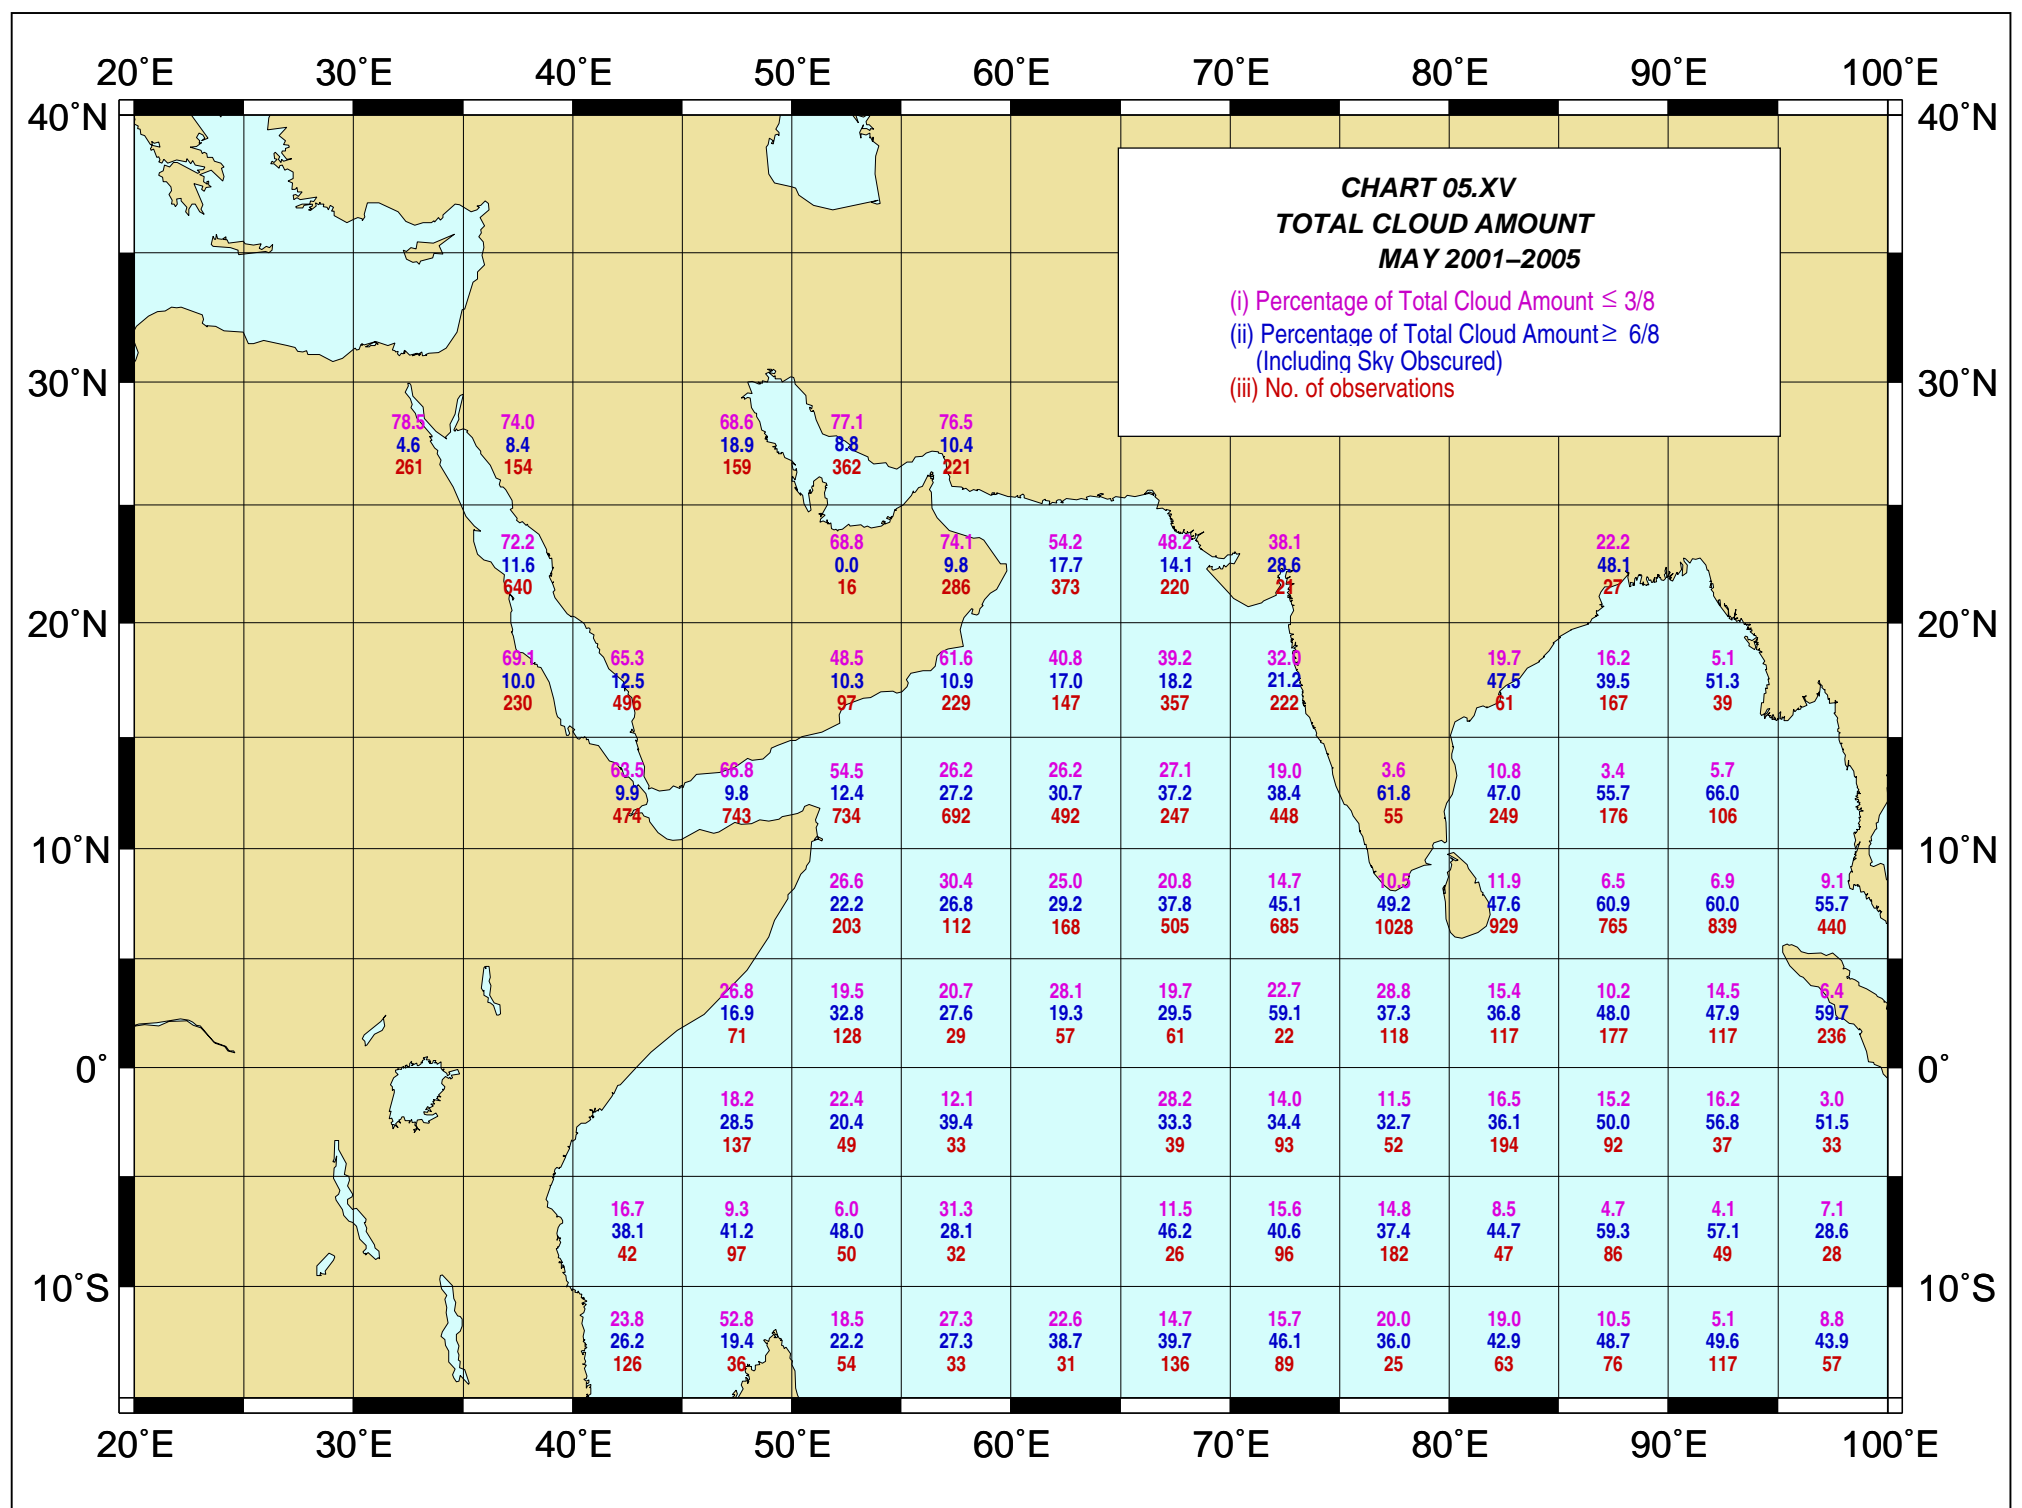 20˚E 30˚E 40˚E 50˚E 60˚E 70˚E 80˚E 90˚E 100˚E
40˚N 40˚N
CHART 05.XV
TOTAL CLOUD AMOUNT
MAY 2001–2005
(i) Percentage of Total Cloud Amount ≤ 3/8
(ii) Percentage of Total Cloud Amount ≥ 6/8
(Including Sky Obscured)
(iii) No. of observations
30˚N 30˚N
78.5 74.0 68.6 77.1 76.5
4.6 8.4 18.9 8.8 10.4
261 154 159 362 221
72.2 68.8 74.1 54.2 48.2 38.1 22.2
11.6 0.0 9.8 17.7 14.1 28.6 48.1
640 16 286 373 220 21 27
20˚N 20˚N
69.1 65.3 48.5 61.6 40.8 39.2 32.0 19.7 16.2 5.1
10.0 12.5 10.3 10.9 17.0 18.2 21.2 47.5 39.5 51.3
230 496 97 229 147 357 222 61 167 39
63.5 66.8 54.5 26.2 26.2 27.1 19.0 3.6 10.8 3.4 5.7
9.9 9.8 12.4 27.2 30.7 37.2 38.4 61.8 47.0 55.7 66.0
474 743 734 692 492 247 448 55 249 176 106
10˚N 10˚N
26.6 30.4 25.0 20.8 14.7 10.5 11.9 6.5 6.9 9.1
22.2 26.8 29.2 37.8 45.1 49.2 47.6 60.9 60.0 55.7
203 112 168 505 685 1028 929 765 839 440
26.8 19.5 20.7 28.1 19.7 22.7 28.8 15.4 10.2 14.5 6.4
16.9 32.8 27.6 19.3 29.5 59.1 37.3 36.8 48.0 47.9 59.7
71 128 29 57 61 22 118 117 177 117 236
0˚ 0˚
18.2 22.4 12.1 28.2 14.0 11.5 16.5 15.2 16.2 3.0
28.5 20.4 39.4 33.3 34.4 32.7 36.1 50.0 56.8 51.5
137 49 33 39 93 52 194 92 37 33
16.7 9.3 6.0 31.3 11.5 15.6 14.8 8.5 4.7 4.1 7.1
38.1 41.2 48.0 28.1 46.2 40.6 37.4 44.7 59.3 57.1 28.6
42 97 50 32 26 96 182 47 86 49 28
10˚S 10˚S
23.8 52.8 18.5 27.3 22.6 14.7 15.7 20.0 19.0 10.5 5.1 8.8
26.2 19.4 22.2 27.3 38.7 39.7 46.1 36.0 42.9 48.7 49.6 43.9
126 36 54 33 31 136 89 25 63 76 117 57
20˚E 30˚E 40˚E 50˚E 60˚E 70˚E 80˚E 90˚E 100˚E